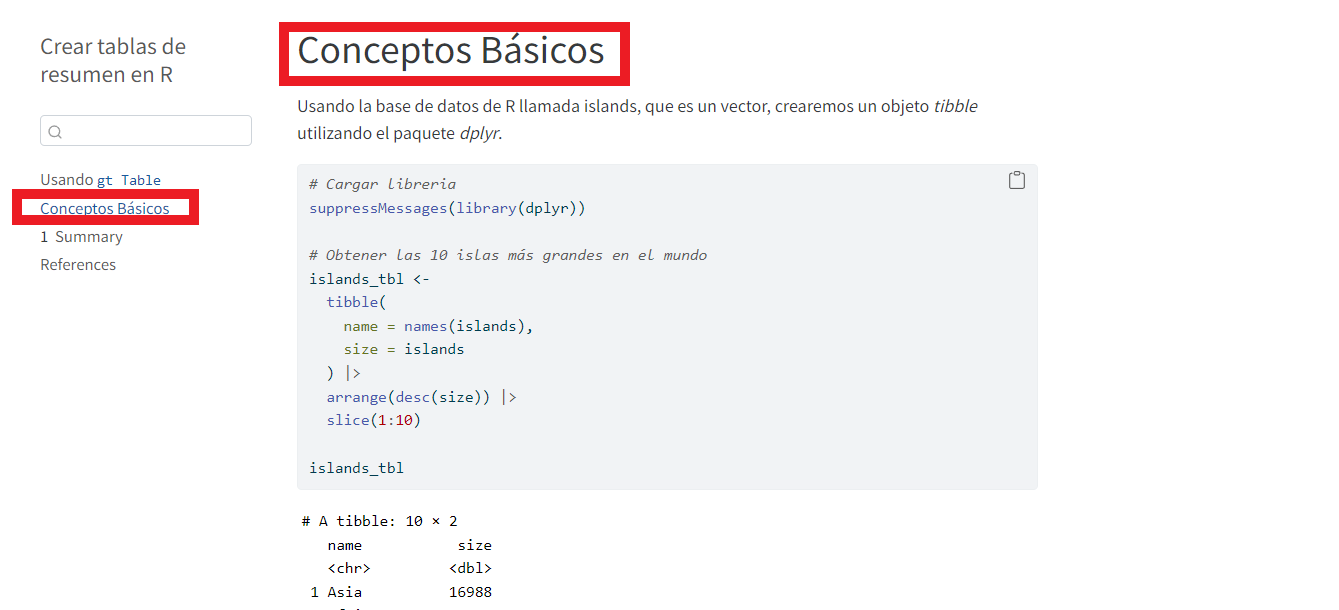 Crear tablas de
resumen en R
Usando gt Table
Conceptos Básicos
1 Summary
References
Conceptos Básicos
Usando la base de datos de R llamada islands, que es un vector, crearemos un objeto tibble
utilizando el paquete dplyr.
# Cargar libreria
suppressMessages(library(dplyr))
# Obtener las 10 islas más grandes en el mundo
islands_tbl <-
tibble(
name = names(islands),
size = islands
) |>
arrange(desc(size)) |>
slice(1:10)
islands_tbl
# A tibble: 10 × 2
name size
<chr> <dbl>
1 Asia 16988